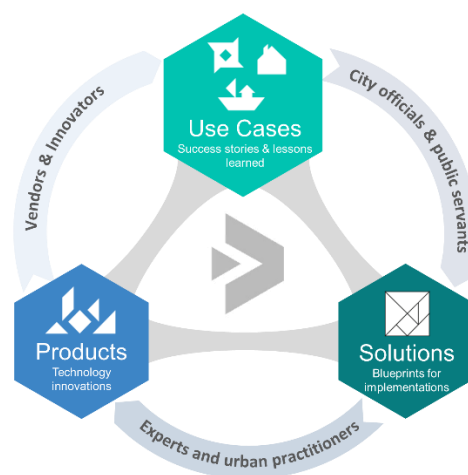 Use Cases
Success stories & lessons
learned
Vendors & Innovators
City officials & public servants
Products
Technology
innovations
Solutions
Blueprints for
implementations
Experts and urban practitioners